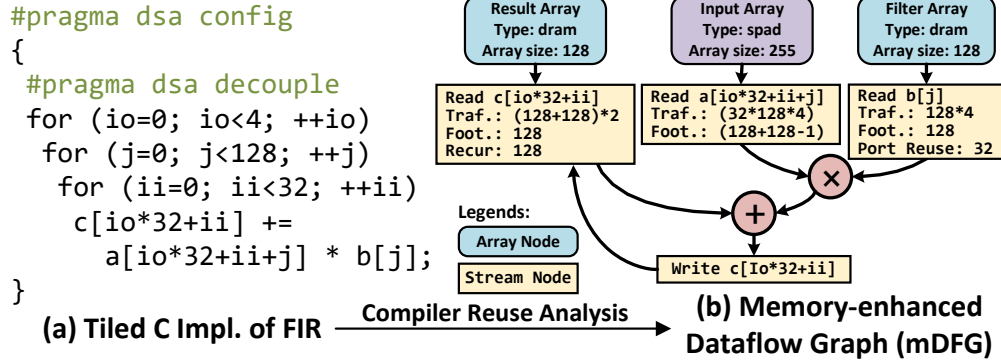 #pragma dsa config
{
#pragma dsa decouple
for (io=0; io<4; ++io)
for (j=0; j<128; ++j)
for (ii=0; ii<32; ++ii)
c[io*32+ii] +=
a[io*32+ii+j] * b[j];
}
(a) Tiled C Impl. of FIR
Compiler Reuse Analysis
Result Array
Type: dram
Array size: 128
Input Array
Type: spad
Array size: 255
Filter Array
Type: dram
Array size: 128
Read c[io*32+ii]
Traf.: (128+128)*2
Foot.: 128
Recur: 128
Read a[io*32+ii+j]
Traf.: (32*128*4)
Foot.: (128+128-1)
Read b[j]
Traf.: 128*4
Foot.: 128
Port Reuse: 32
×
+
Legends:
Array Node
Stream Node
Write c[Io*32+ii]
(b) Memory-enhanced
Dataflow Graph (mDFG)